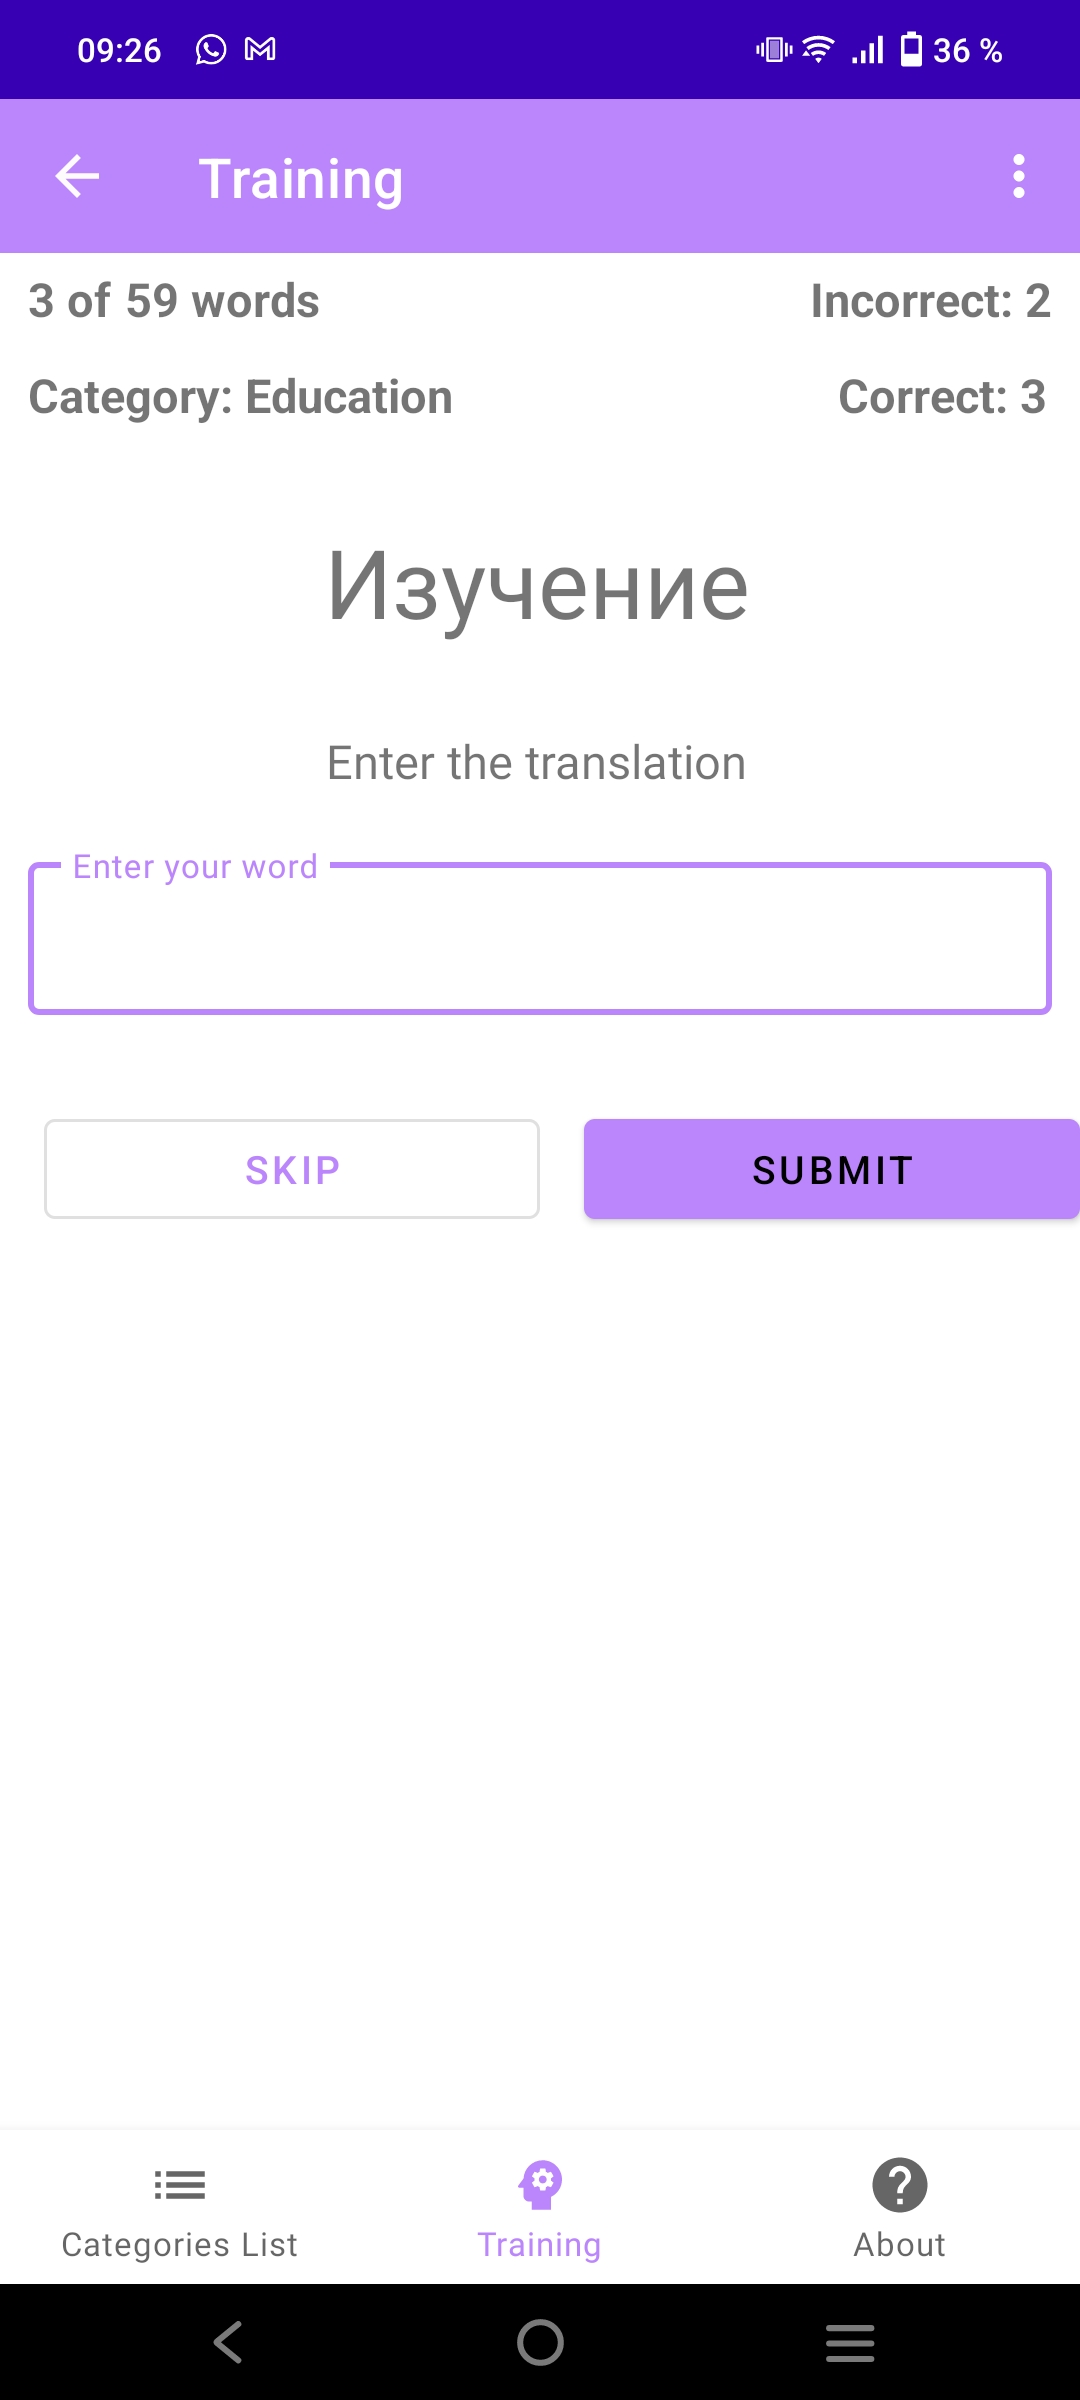 09:26 36 %
Training
3 of 59 words Incorrect: 2
Category: Education Correct: 3
Изучение
Enter the translation
Enter your word
SKIP SUBMIT
Categories List Training About